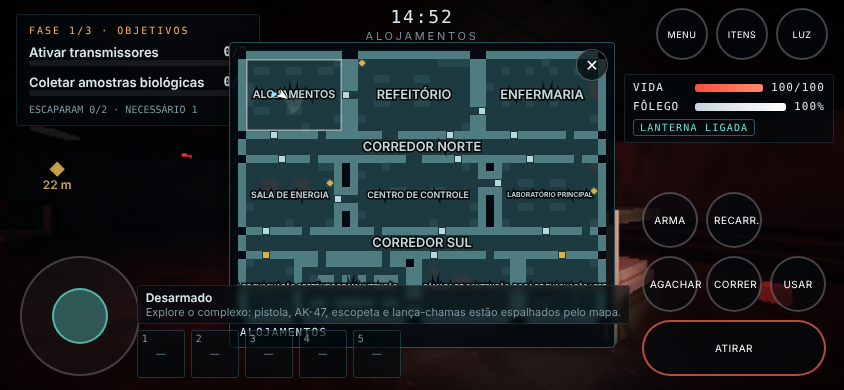 14:52
ALOJAMENTOS
FASE 1/3 · OBJETIVOS
Ativar transmissores
Coletar amostras biológicas
ESCAPARAM 0/2 · NECESSÁRIO 1
MENU
ITENS
LUZ
VIDA 100/100
FÔLEGO 100%
LANTERNA LIGADA
22 m
ALOJAMENTOS
REFEITÓRIO
ENFERMARIA
CORREDOR NORTE
SALA DE ENERGIA
CENTRO DE CONTROLE
LABORATÓRIO PRINCIPAL
CORREDOR SUL
ARMA
RECARR.
AGACHAR
CORRER
USAR
ATIRAR
Desarmado
Explore o complexo: pistola, AK-47, escopeta e lança-chamas estão espalhados pelo mapa.
ALOJAMENTOS
1 2 3 4 5
— — — — —